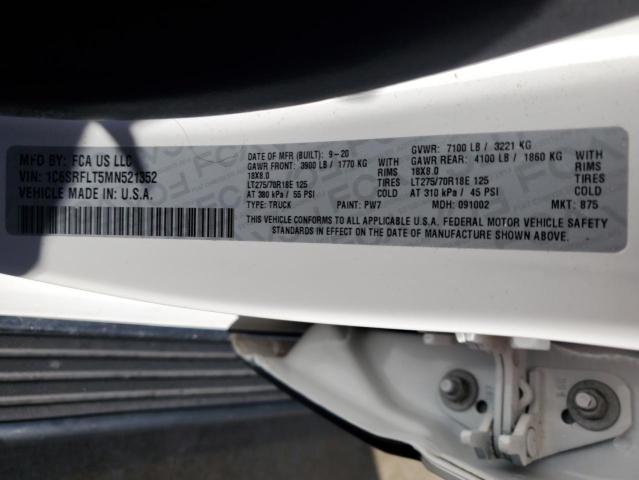 MFD BY: FCA US LLC
VIN: 1C6SRFLT5MN521352
VEHICLE MADE IN: U.S.A.
DATE OF MFR (BUILT): 9-20 GVWR: 7100 LB / 3221 KG
GAWR FRONT: 3900 LB / 1770 KG WITH GAWR REAR: 4100 LB / 1860 KG WITH
18X8.0 RIMS 18X8.0 RIMS
LT275/70R18E 125 TIRES LT275/70R18E 125 TIRES
AT 380 kPa / 55 PSI COLD AT 310 kPa / 45 PSI COLD
TYPE: TRUCK PAINT: PW7 MDH: 091002 MKT: 875
THIS VEHICLE CONFORMS TO ALL APPLICABLE U.S.A. FEDERAL MOTOR VEHICLE SAFETY
STANDARDS IN EFFECT ON THE DATE OF MANUFACTURE SHOWN ABOVE.